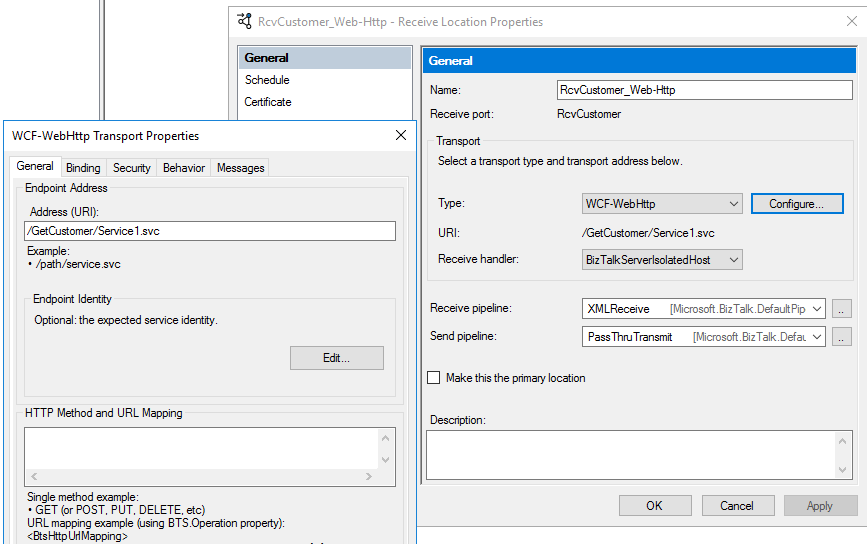 RcvCustomer_Web-Http - Receive Location Properties
General
Schedule
Certificate
General
Name:
RcvCustomer_Web-Http
Receive port:
RcvCustomer
Transport
Select a transport type and transport address below.
Type:
WCF-WebHttp
Configure...
URI:
/GetCustomer/Service1.svc
Receive handler:
BizTalkServerIsolatedHost
Receive pipeline:
XMLReceive [Microsoft.BizTalk.DefaultPip
..
Send pipeline:
PassThruTransmit [Microsoft.BizTalk.Defau
..
Make this the primary location
Description:
OK
Cancel
Apply
WCF-WebHttp Transport Properties
General
Binding
Security
Behavior
Messages
Endpoint Address
Address (URI):
/GetCustomer/Service1.svc
Example:
• /path/service.svc
Endpoint Identity
Optional: the expected service identity.
Edit...
HTTP Method and URL Mapping
Single method example:
• GET (or POST, PUT, DELETE, etc)
URL mapping example (using BTS.Operation property):
<BtsHttpUrlMapping>